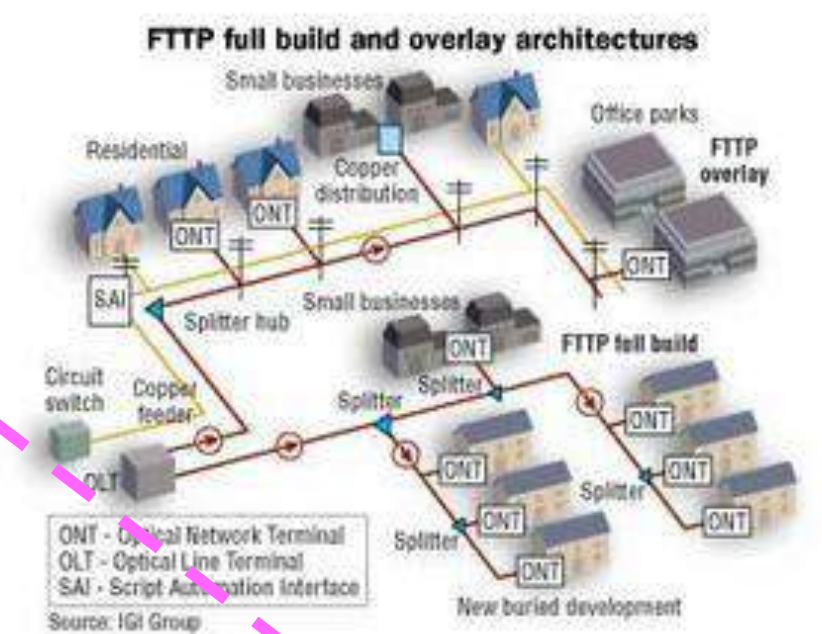 FTTP full build and overlay architectures
Small businesses
Office parks
FTTP
overlay
Residential
Copper
distribution
ONT
ONT
ONT
SAI
Splitter hub
Small businesses
ONT
FTTP full build
Circuit
switch
Copper
feeder
Splitter
Splitter
ONT
ONT
ONT
Splitter
ONT
OLT
Splitter
ONT
ONT
ONT
New buried development
ONT - Optical Network Terminal
OLT - Optical Line Terminal
SAI - Script Automation Interface
Source: IGI Group